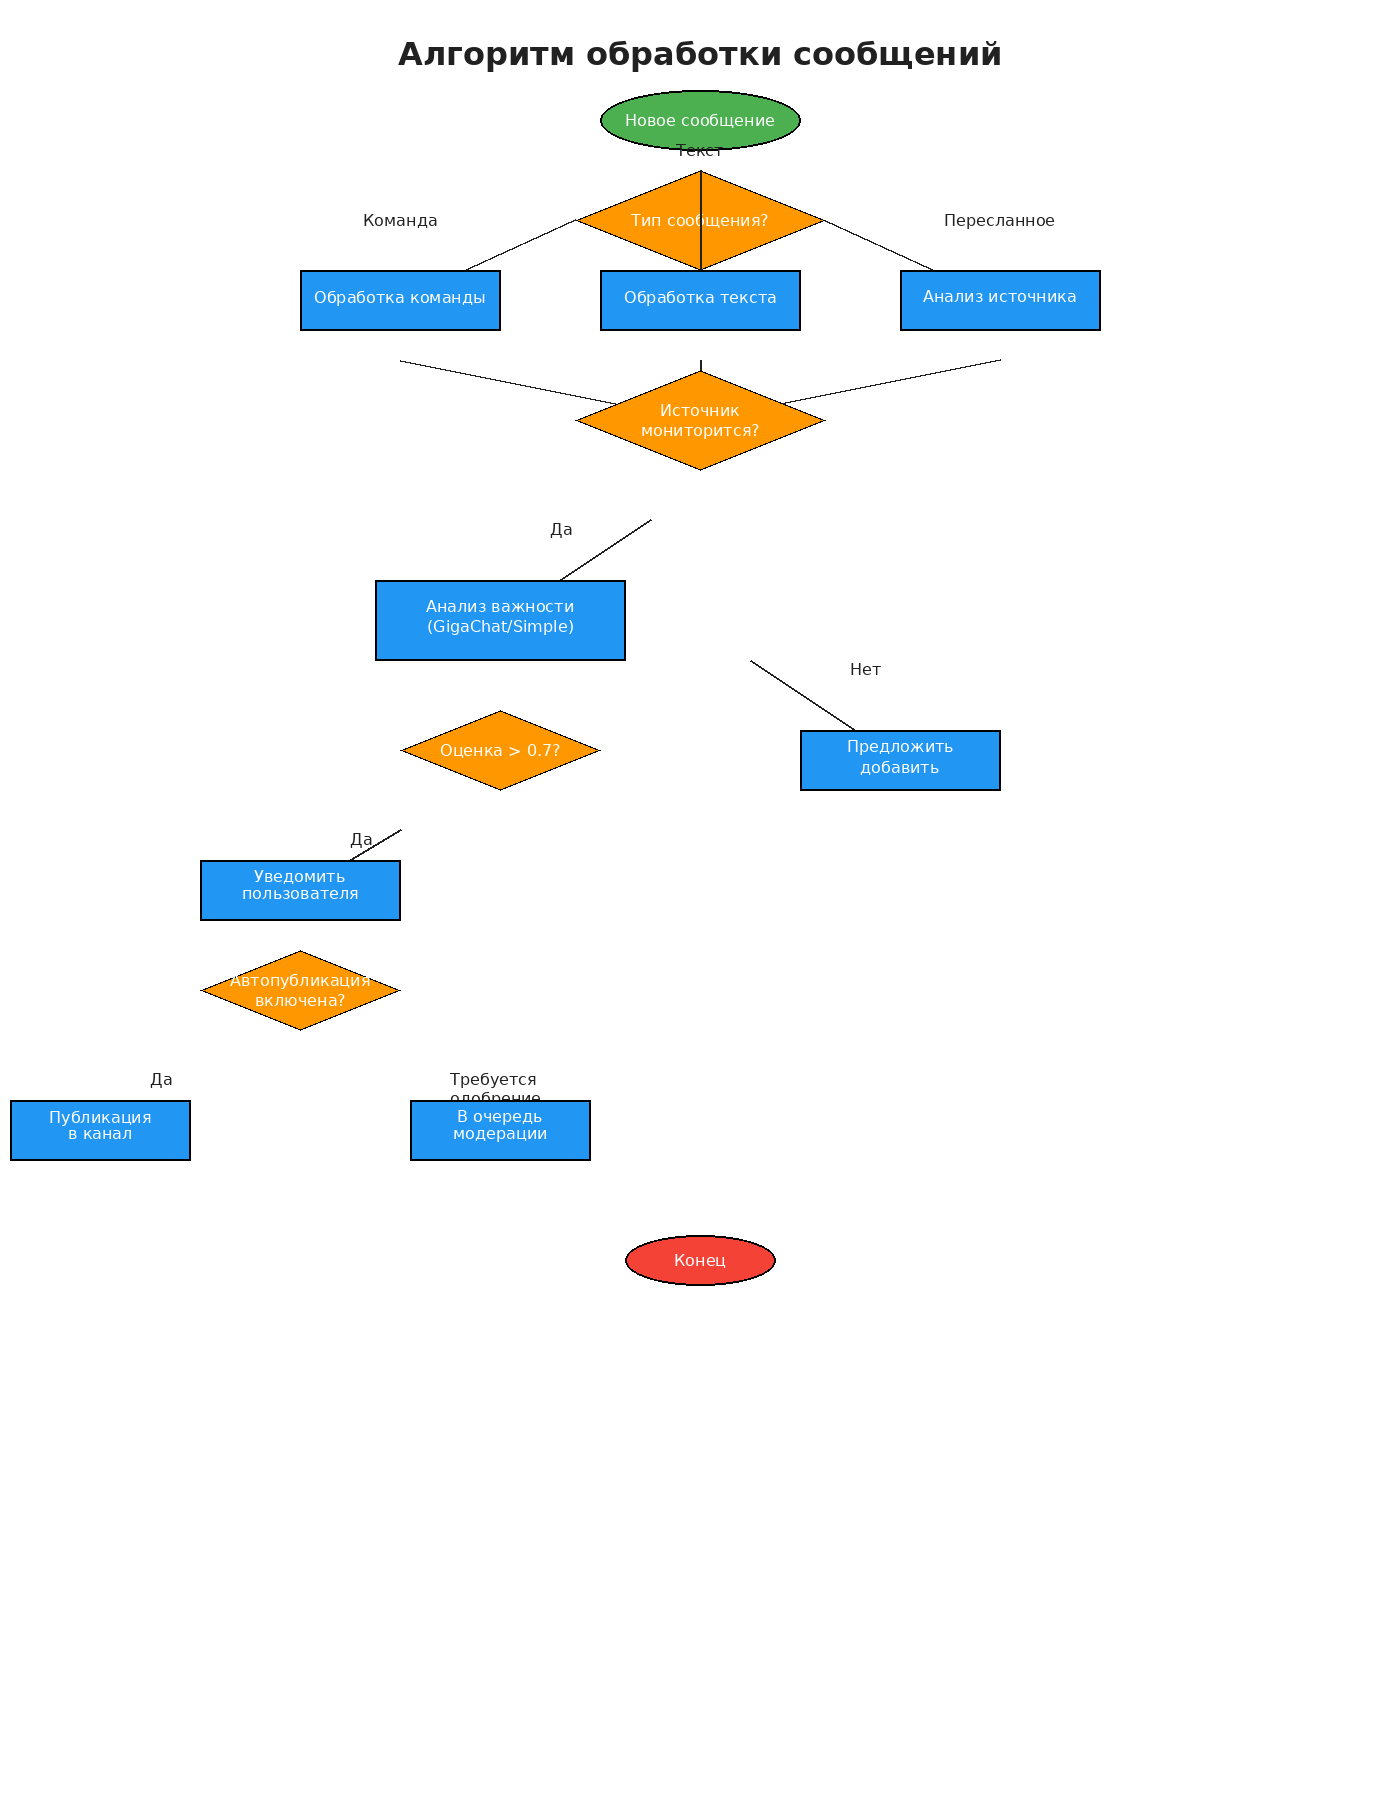 Алгоритм обработки сообщений
Новое сообщение
Текст
Команда
Тип сообщения?
Пересланное
Обработка команды
Обработка текста
Анализ источника
Источник
мониторится?
Да
Анализ важности
(GigaChat/Simple)
Нет
Оценка > 0.7?
Предложить
добавить
Да
Уведомить
пользователя
Автопубликация
включена?
Да
Требуется
одобрение
Публикация
в канал
В очередь
модерации
Конец